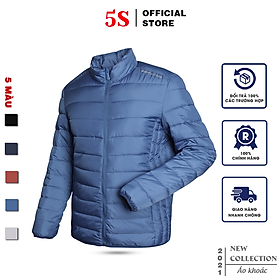 5S
OFFICIAL
STORE
5 MÀU
ĐỔI TRẢ 100%
CÁC TRƯỜNG HỢP
R
100%
CHÍNH HÃNG
GIAO HÀNG
NHANH CHÓNG
2021
NEW
COLLECTION
Áo khoác